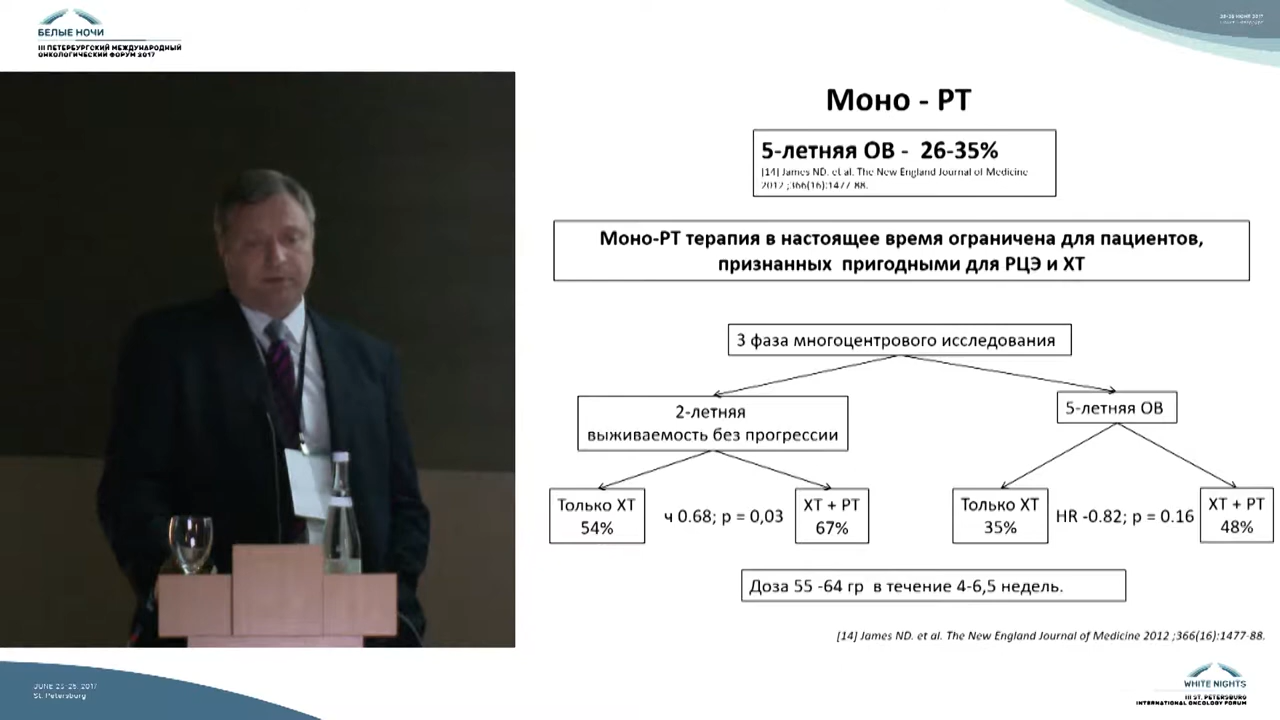 БЕЛЫЕ НОЧИ
III ПЕТЕРБУРГСКИЙ МЕЖДУНАРОДНЫЙ
ОНКОЛОГИЧЕСКИЙ ФОРУМ 2017
Моно - РТ
5-летняя ОВ - 26-35%
[14] James ND. et al. The New England Journal of Medicine
2012 ;366(16):1477-88.
Моно-РТ терапия в настоящее время ограничена для пациентов,
признанных пригодными для РЦЭ и ХТ
3 фаза многоцентрового исследования
2-летняя
выживаемость без прогрессии
5-летняя ОВ
Только ХТ
54%
ч 0.68; p = 0,03
ХТ + РТ
67%
Только ХТ
35%
HR -0.82; p = 0.16
ХТ + РТ
48%
Доза 55 -64 гр в течение 4-6,5 недель.
[14] James ND. et al. The New England Journal of Medicine 2012 ;366(16):1477-88.
JUNE 23-25, 2017
St. Petersburg
WHITE NIGHTS
III ST. PETERSBURG
INTERNATIONAL ONCOLOGY FORUM